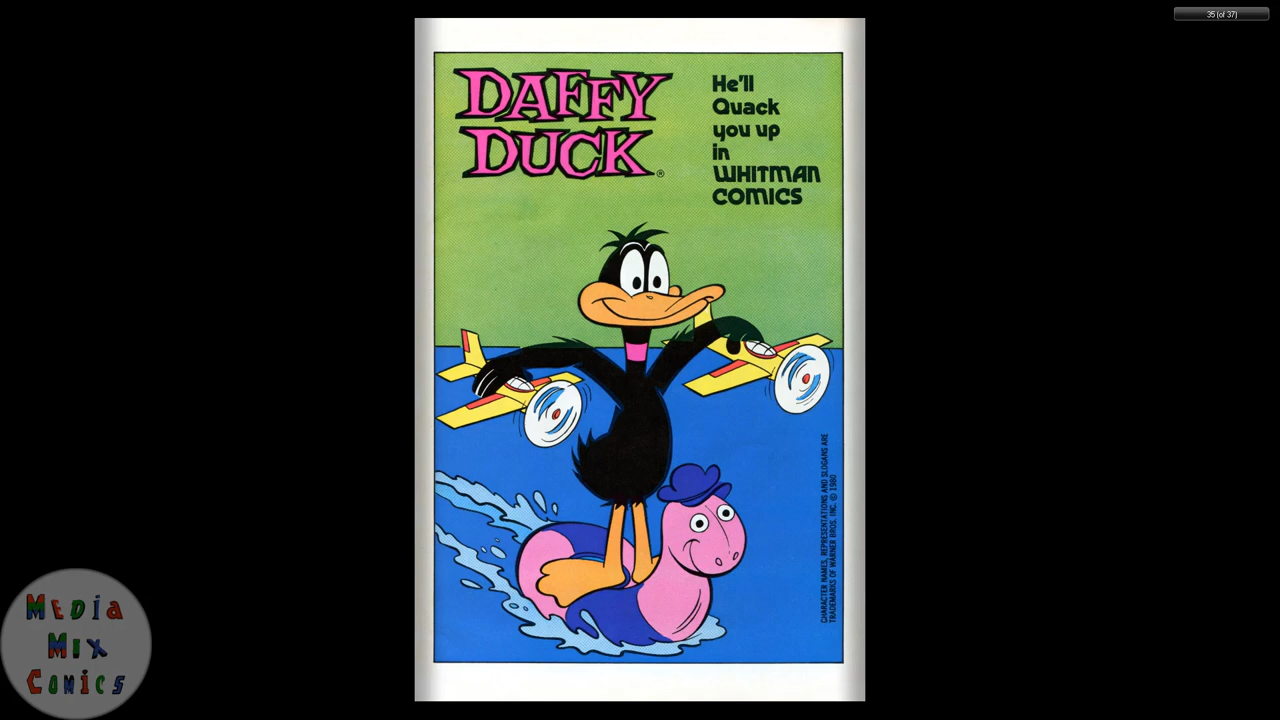 35 (of 37)
DAFFY
DUCK®
He'll
Quack
you up
in
WHITMAN
COMICS
CHARACTER NAMES, REPRESENTATIONS AND SLOGANS ARE
TRADEMARKS OF WARNER BROS. INC. © 1980
MEDIA
MIX
COMICS